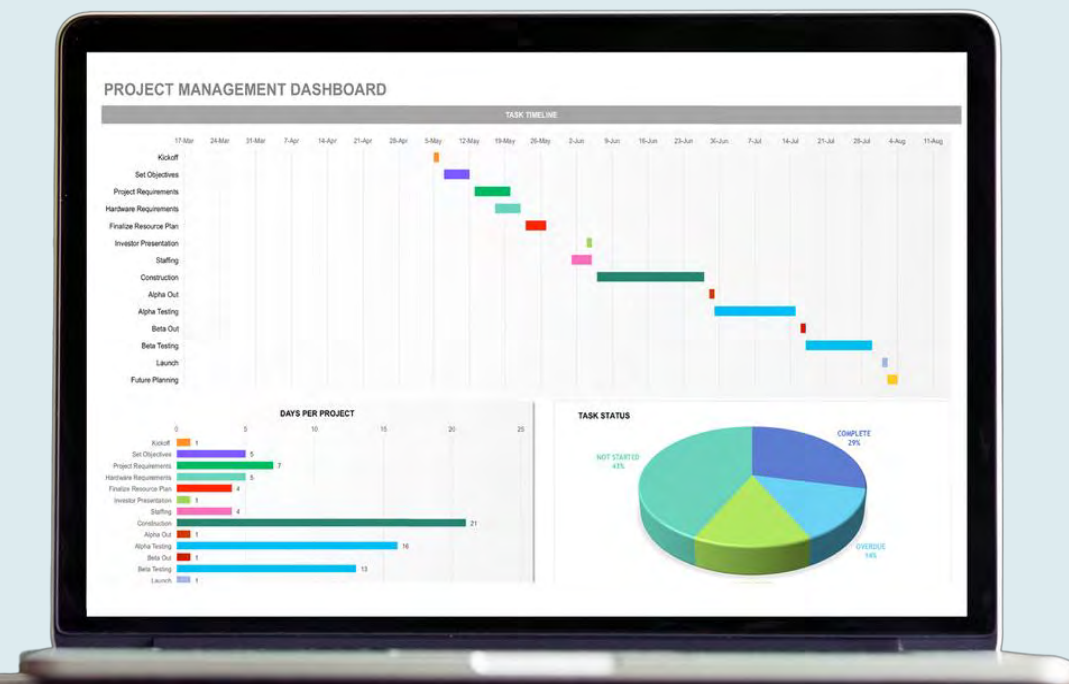 PROJECT MANAGEMENT DASHBOARD
TASK TIMELINE
17-Mar 24-Mar 31-Mar 7-Apr 14-Apr 21-Apr 28-Apr 5-May 12-May 19-May 26-May 2-Jun 9-Jun 16-Jun 23-Jun 30-Jun 7-Jul 14-Jul 21-Jul 28-Jul 4-Aug 11-Aug
Kickoff
Set Objectives
Project Requirements
Hardware Requirements
Finalize Resource Plan
Investor Presentation
Staffing
Construction
Alpha Out
Alpha Testing
Beta Out
Beta Testing
Launch
Future Planning
DAYS PER PROJECT
0 5 10 15 20 25
Kickoff 1
Set Objectives 5
Project Requirements 7
Hardware Requirements 5
Finalize Resource Plan 4
Investor Presentation 1
Staffing 4
Construction 21
Alpha Out 1
Alpha Testing 16
Beta Out 1
Beta Testing 13
Launch 1
TASK STATUS
COMPLETE
29%
NOT STARTED
43%
OVERDUE
14%